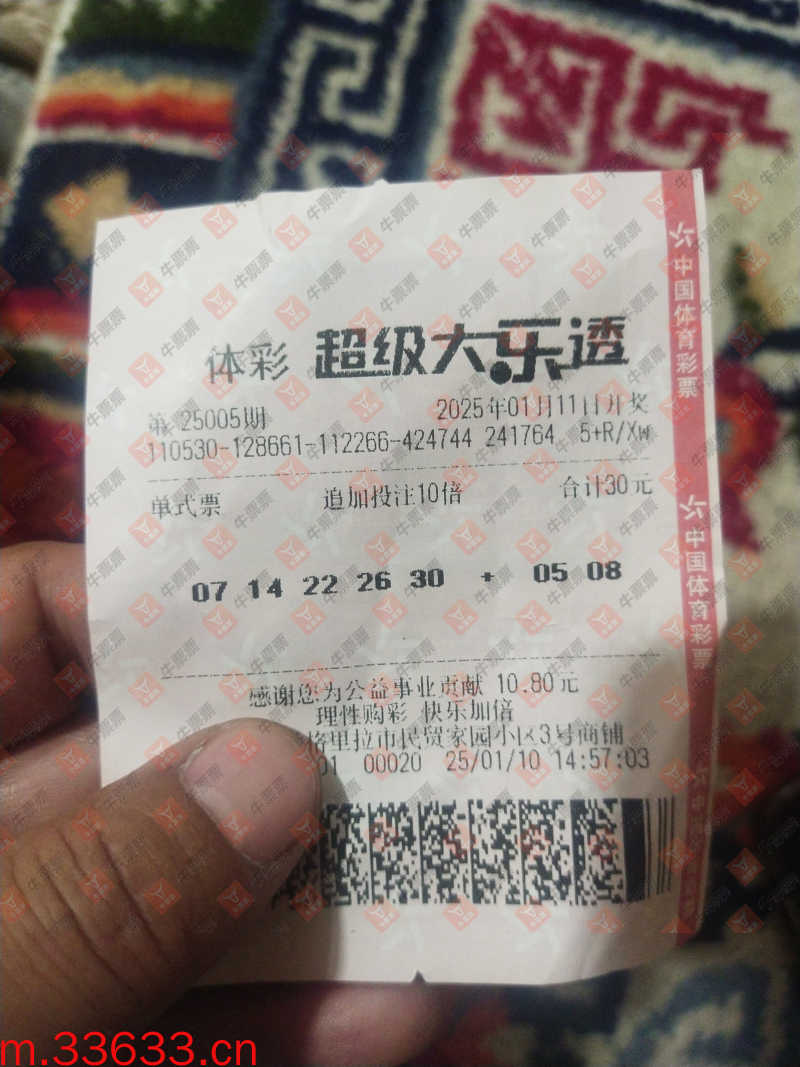 体彩 超级大乐透
第 25005期 2025年01月11日开奖
110530-128661-112266-424744 241764 5+R/Xw
单式票 追加投注10倍 合计30元
07 14 22 26 30 + 05 08
感谢您为公益事业贡献 10.80元
理性购彩 快乐加倍
格里拉市民贸家园小区3号商铺
01 00020 25/01/10 14:57:03
中国体育彩票
中国体育彩票
牛票票
m.33633.cn